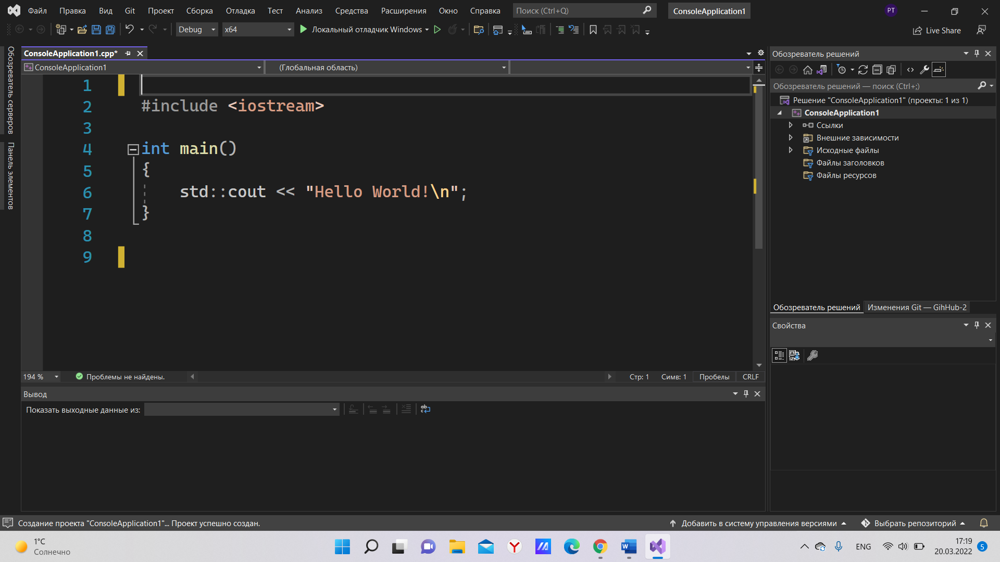 Файл Правка Вид Git Проект Сборка Отладка Тест Анализ Средства Расширения Окно Справка Поиск (Ctrl+Q) ConsoleApplication1 PT
Debug x64 Локальный отладчик Windows Live Share
Обозреватель серверов
Панель элементов
ConsoleApplication1.cpp*
ConsoleApplication1 (Глобальная область)
1
2 #include <iostream>
3
4 int main()
5 {
6 std::cout << "Hello World!\n";
7 }
8
9
194 % Проблемы не найдены. Стр: 1 Симв: 1 Пробелы CRLF
Вывод
Показать выходные данные из:
Обозреватель решений
Обозреватель решений — поиск (Ctrl+;)
Решение "ConsoleApplication1" (проекты: 1 из 1)
ConsoleApplication1
Ссылки
Внешние зависимости
Исходные файлы
Файлы заголовков
Файлы ресурсов
Обозреватель решений Изменения Git — GihHub-2
Свойства
Создание проекта "ConsoleApplication1"... Проект успешно создан. Добавить в систему управления версиями Выбрать репозиторий
1°C
Солнечно
ENG
17:19
20.03.2022
5